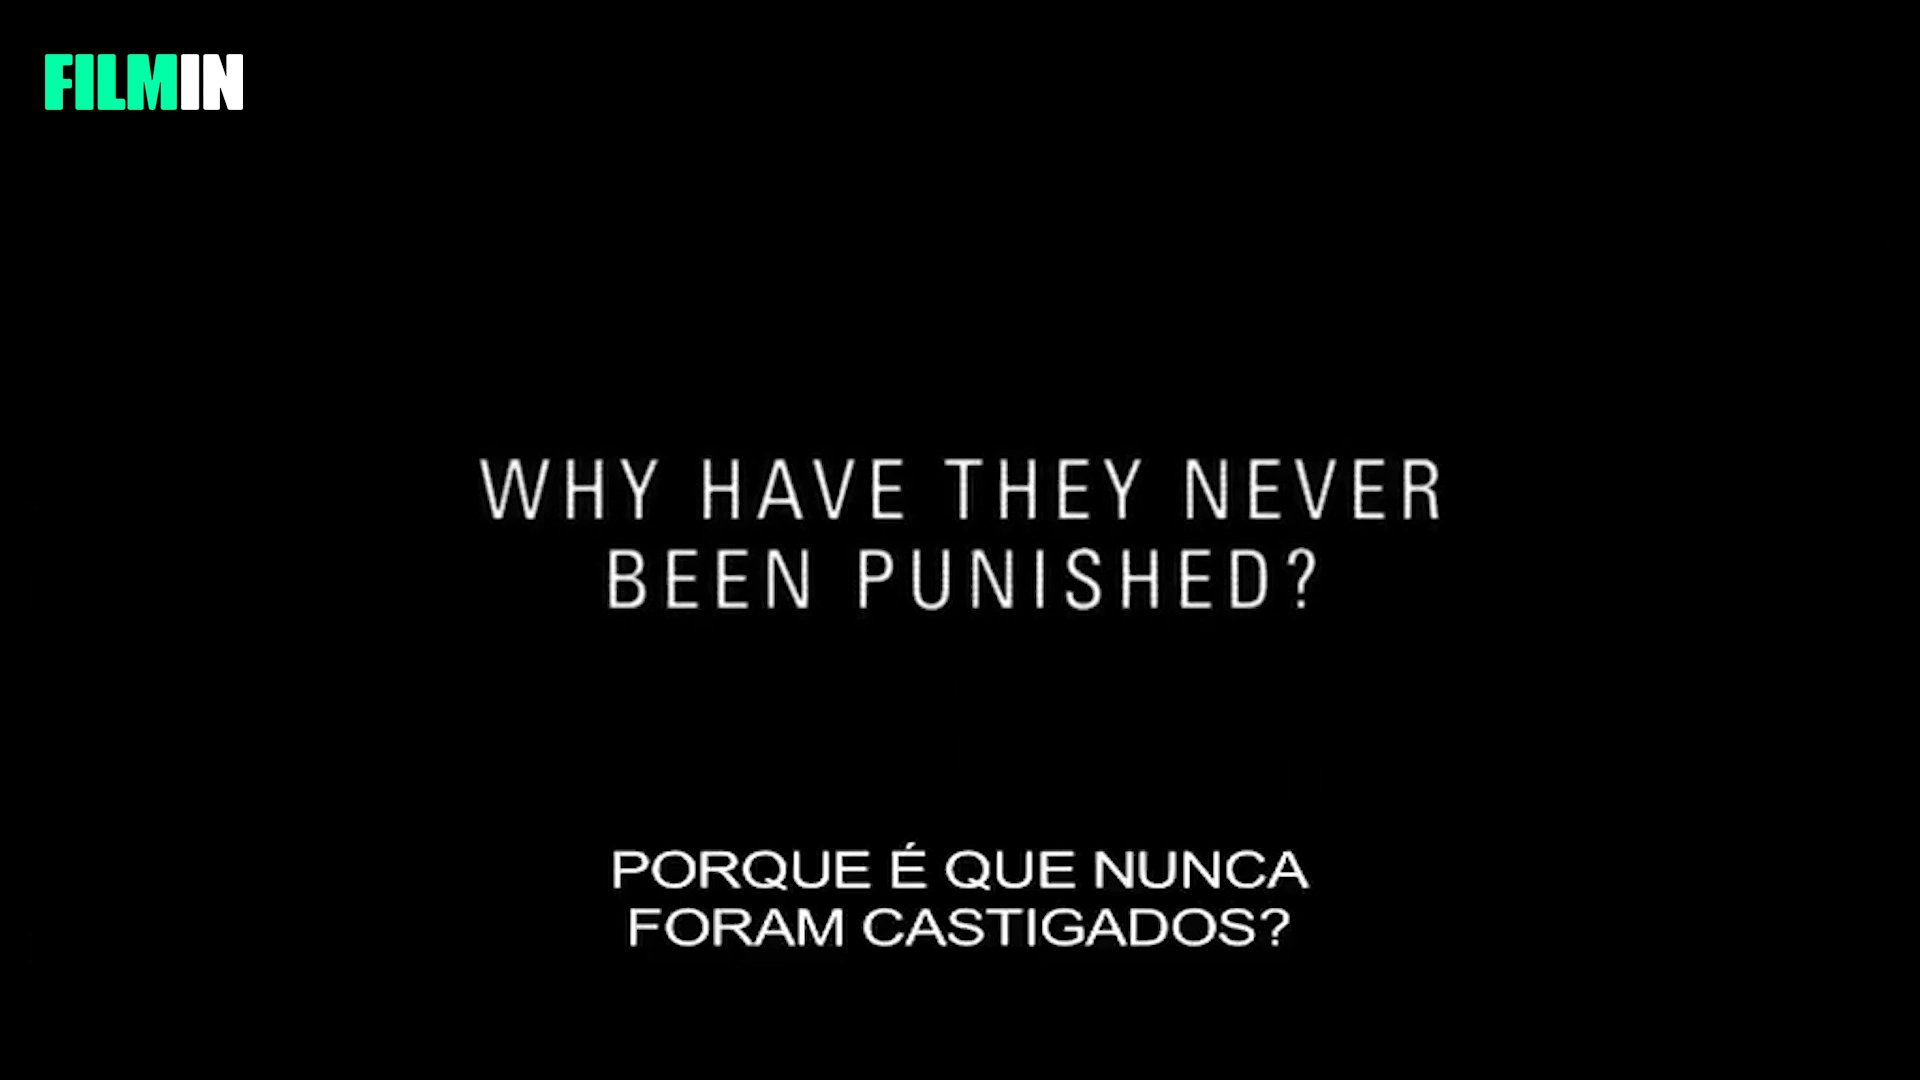 FILMIN
WHY HAVE THEY NEVER
BEEN PUNISHED?
PORQUE É QUE NUNCA
FORAM CASTIGADOS?